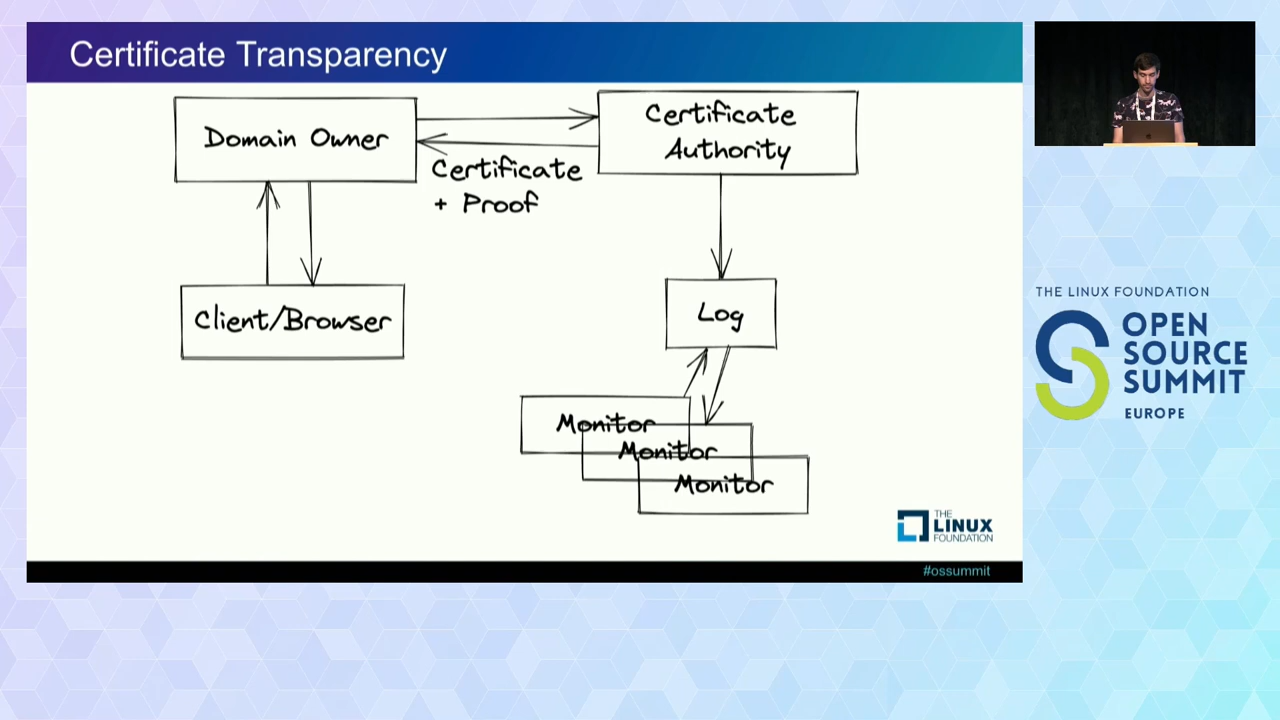 Certificate Transparency
Domain Owner
Certificate
Authority
Certificate
+ Proof
Client/Browser
Log
Monitor
Monitor
Monitor
THE
LINUX
FOUNDATION
#ossummit
THE LINUX FOUNDATION
OPEN
SOURCE
SUMMIT
EUROPE